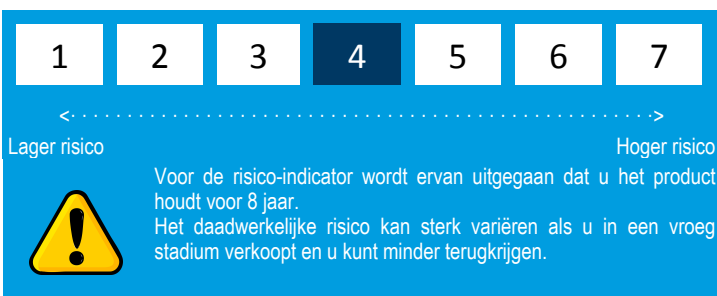 1 2 3 4 5 6 7
<· · · · · · · · · · · · · · · · · · · · · · · · · · · · · · · · · · · · · · · · · · · · · · · · · · · · · ·>
Lager risico Hoger risico
Voor de risico-indicator wordt ervan uitgegaan dat u het product
houdt voor 8 jaar.
Het daadwerkelijke risico kan sterk variëren als u in een vroeg
stadium verkoopt en u kunt minder terugkrijgen.